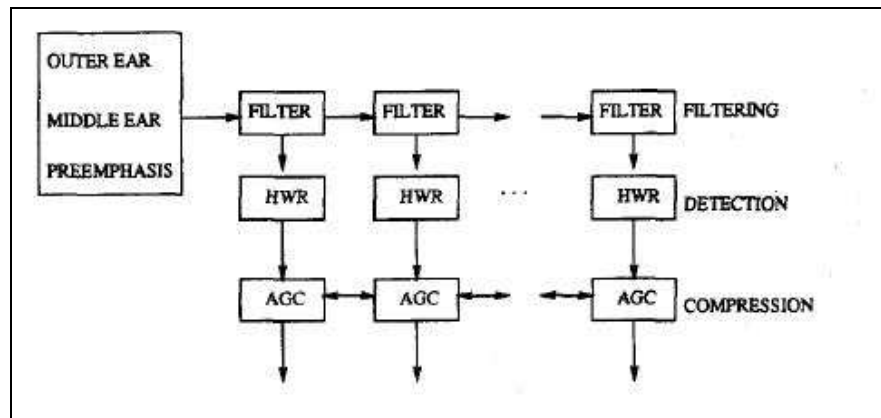 OUTER EAR
MIDDLE EAR
PREEMPHASIS
FILTER FILTER FILTER FILTERING
HWR HWR ... HWR DETECTION
AGC AGC AGC COMPRESSION